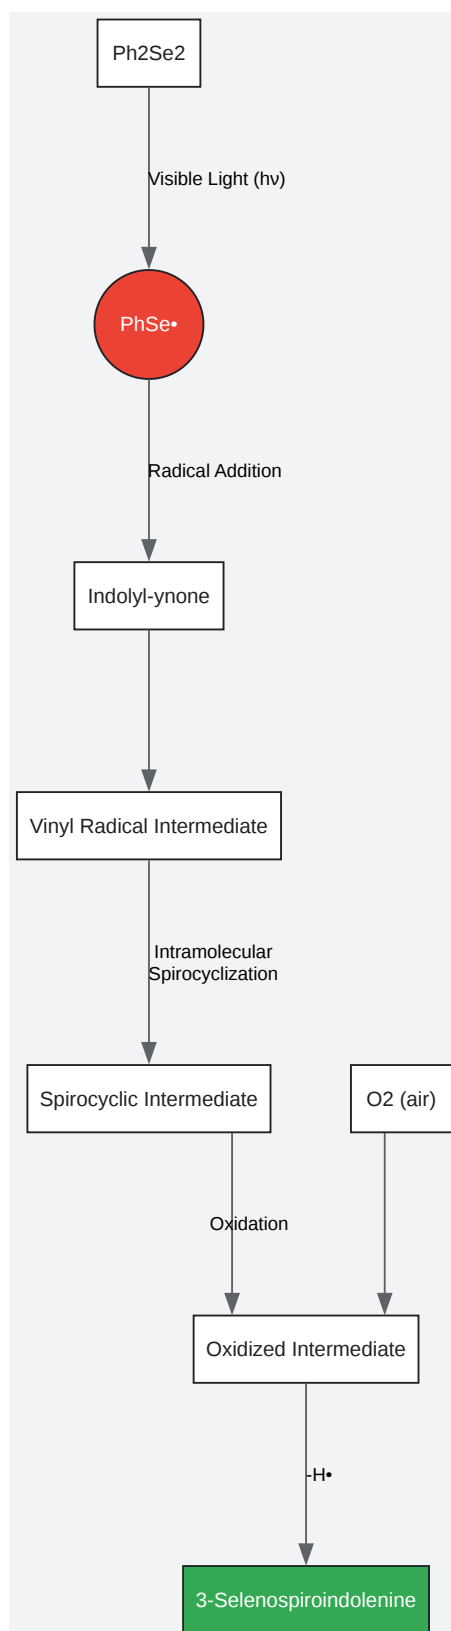 Ph2Se2
Visible Light (hν)
PhSe•
Radical Addition
Indolyl-ynone
Vinyl Radical Intermediate
Intramolecular
Spirocyclization
Spirocyclic Intermediate
O2 (air)
Oxidation
Oxidized Intermediate
-H•
3-Selenospiroindolenine